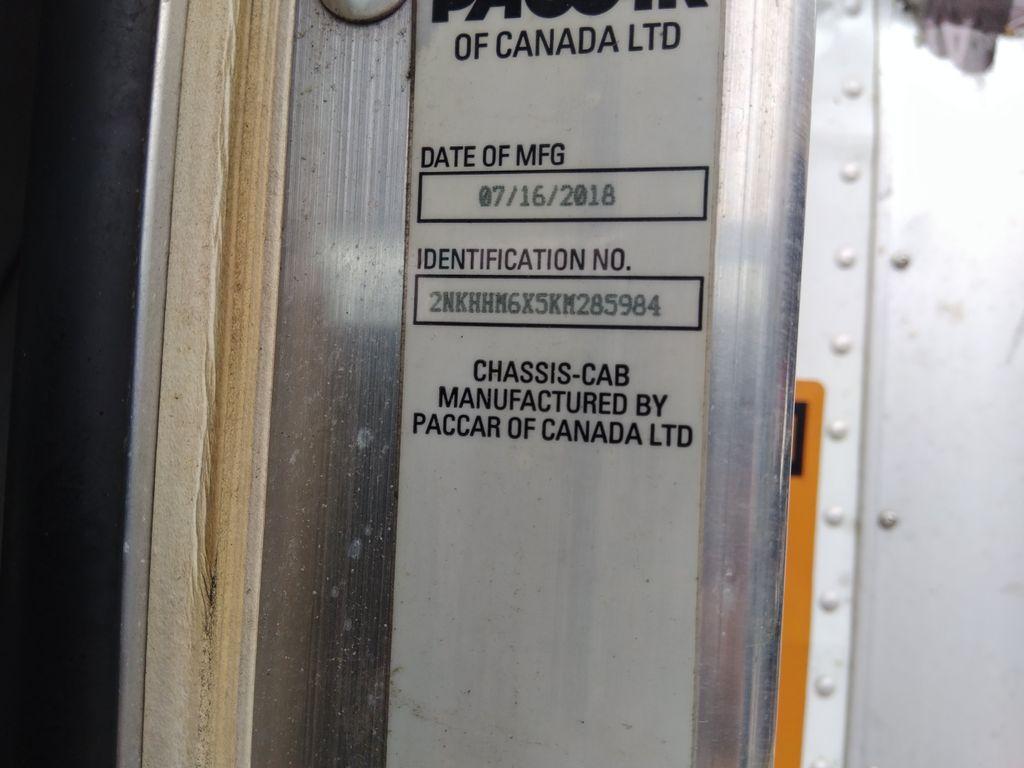 PACCAR
OF CANADA LTD
DATE OF MFG
07/16/2018
IDENTIFICATION NO.
2NKHHM6X5KM285984
CHASSIS-CAB
MANUFACTURED BY
PACCAR OF CANADA LTD